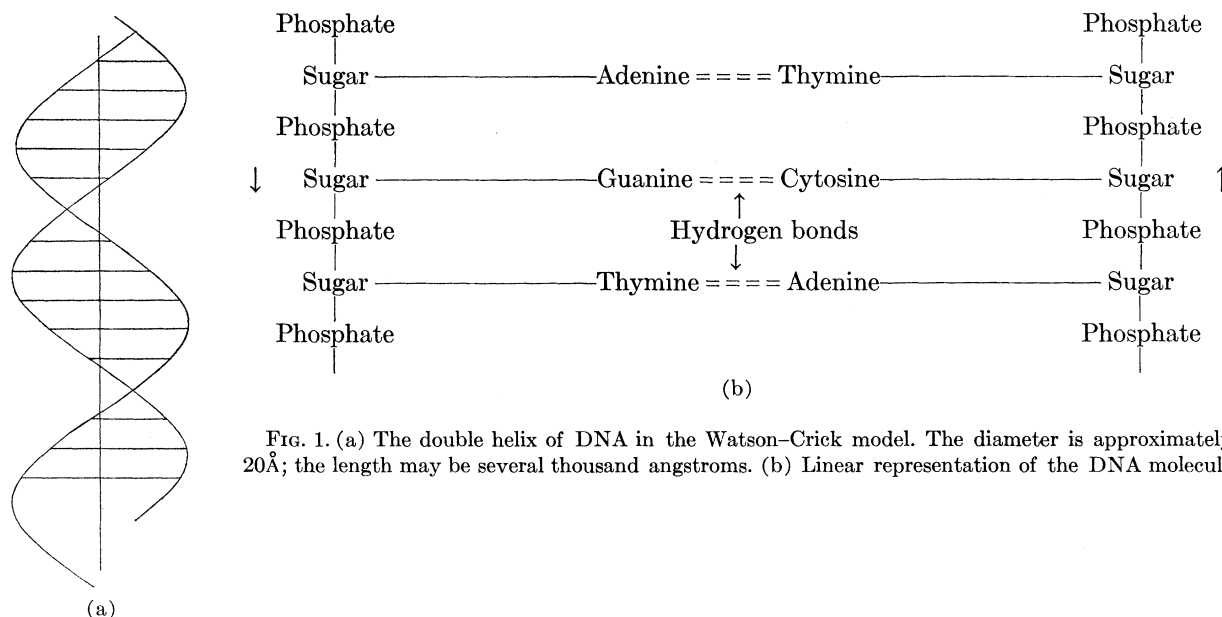 Phosphate Phosphate
Sugar Adenine ==== Thymine Sugar
Phosphate Phosphate
↓ Sugar Guanine ==== Cytosine Sugar ↑
Phosphate Hydrogen bonds Phosphate
Sugar Thymine ==== Adenine Sugar
Phosphate Phosphate
(b)
FIG. 1. (a) The double helix of DNA in the Watson–Crick model. The diameter is approximately
20Å; the length may be several thousand angstroms. (b) Linear representation of the DNA molecul
(a)